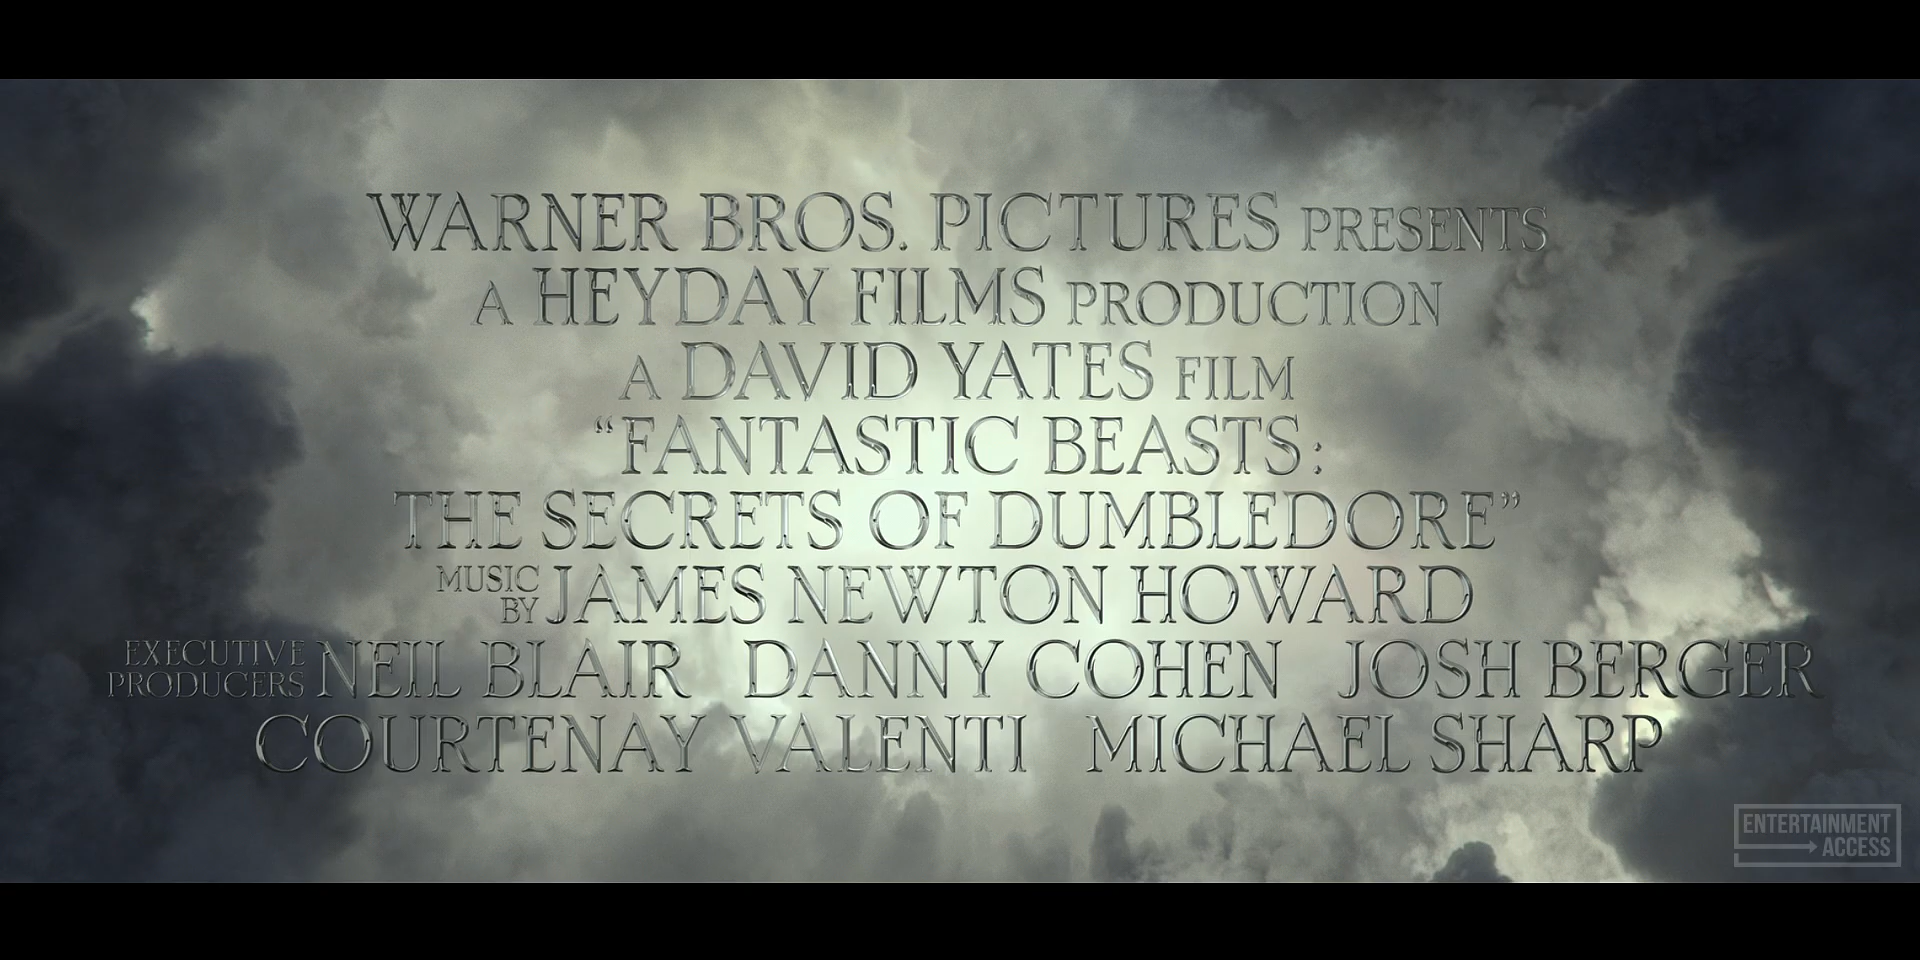 WARNER BROS. PICTURES PRESENTS
A HEYDAY FILMS PRODUCTION
A DAVID YATES FILM
“FANTASTIC BEASTS:
THE SECRETS OF DUMBLEDORE”
MUSIC BY JAMES NEWTON HOWARD
EXECUTIVE PRODUCERS NEIL BLAIR DANNY COHEN JOSH BERGER
COURTENAY VALENTI MICHAEL SHARP
ENTERTAINMENT
ACCESS